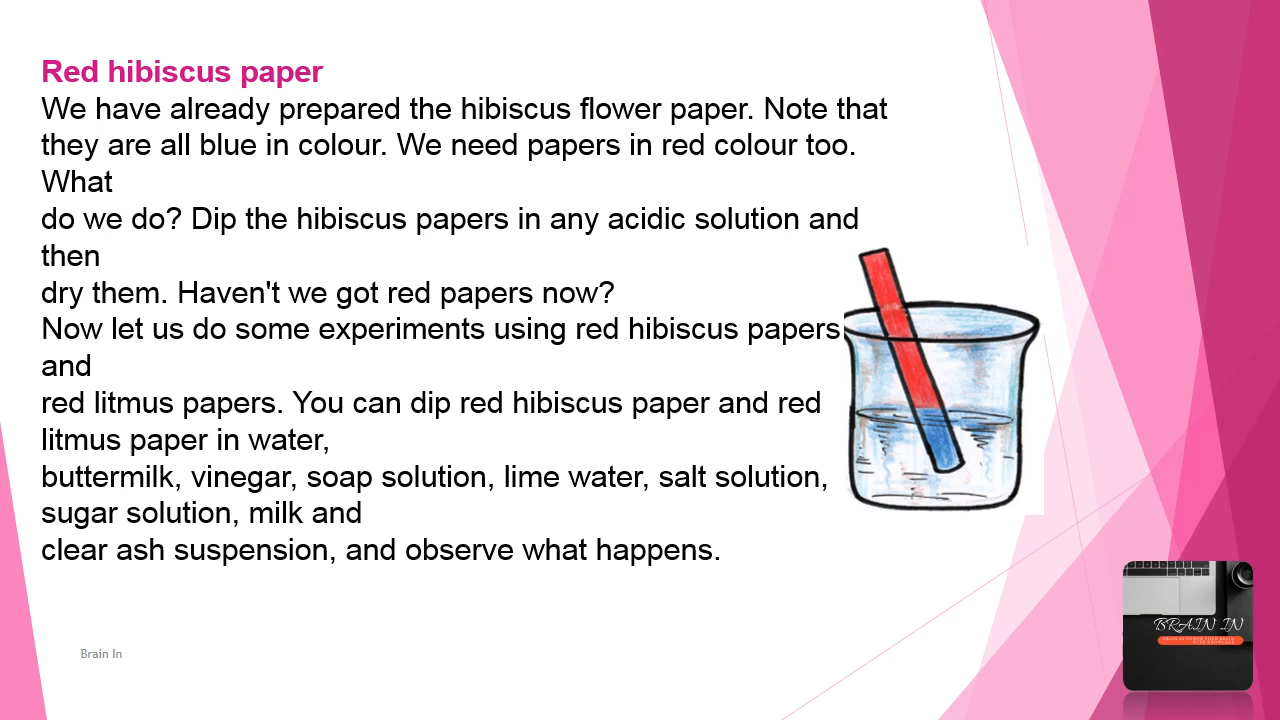 Red hibiscus paper
We have already prepared the hibiscus flower paper. Note that
they are all blue in colour. We need papers in red colour too.
What
do we do? Dip the hibiscus papers in any acidic solution and
then
dry them. Haven't we got red papers now?
Now let us do some experiments using red hibiscus papers
and
red litmus papers. You can dip red hibiscus paper and red
litmus paper in water,
buttermilk, vinegar, soap solution, lime water, salt solution,
sugar solution, milk and
clear ash suspension, and observe what happens.
Brain In
BRAIN IN